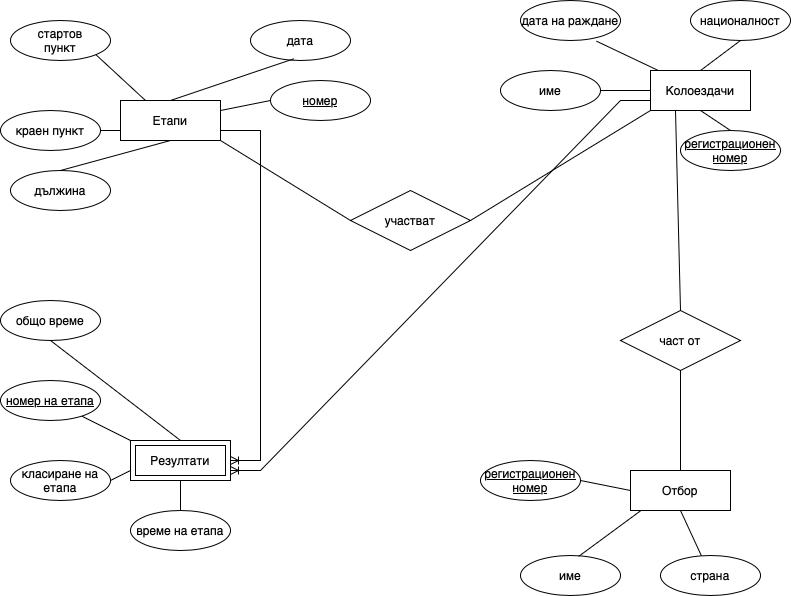 стартов
пункт
дата
дата на раждане
националност
име
Колоездачи
номер
Етапи
краен пункт
регистрационен
номер
дължина
участват
общо време
част от
номер на етапа
Резултати
класиране на
етапа
регистрационен
номер
Отбор
време на етапа
име
страна